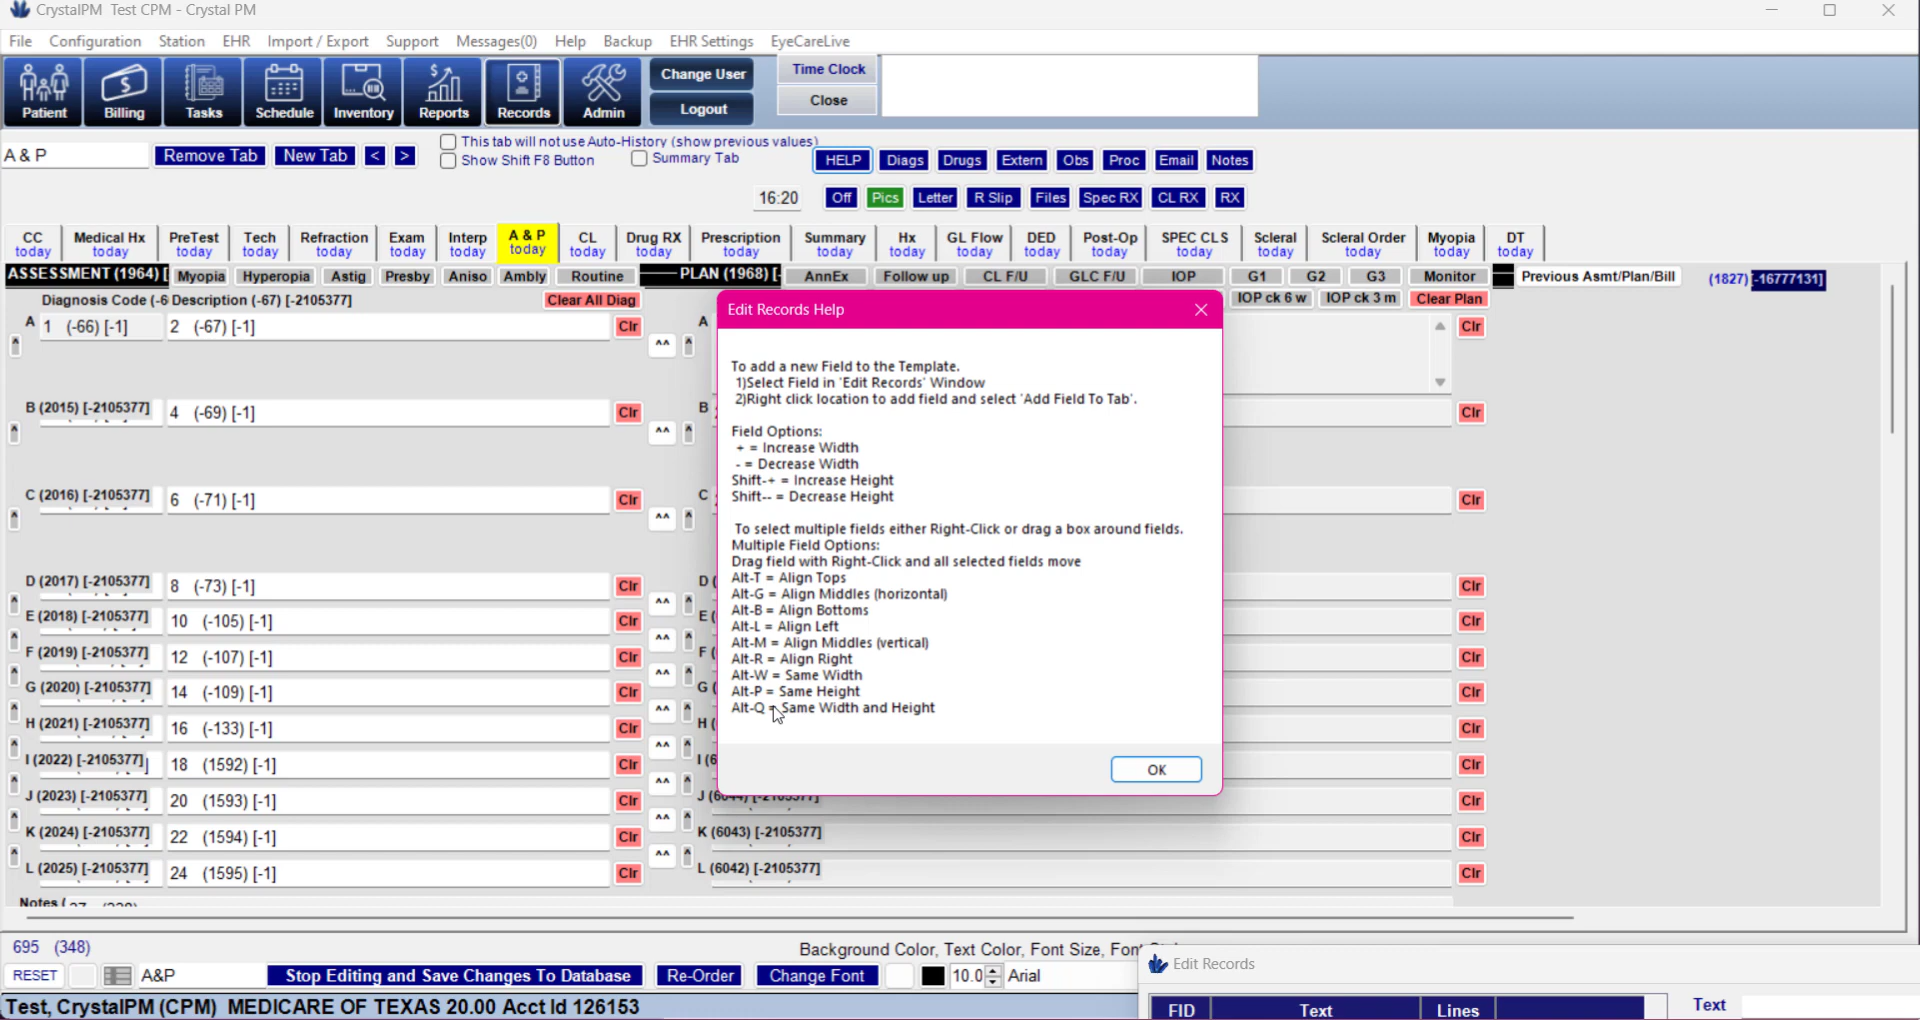 CrystalPM Test CPM - Crystal PM
File Configuration Station EHR Import / Export Support Messages(0) Help Backup EHR Settings EyeCareLive
Patient Billing Tasks Schedule Inventory Reports Records Admin
Change User
Logout
Time Clock
Close
A & P
Remove Tab New Tab < >
This tab will not use Auto-History (show previous values)
Show Shift F8 Button Summary Tab
HELP Diags Drugs Extern Obs Proc Email Notes
16:20 Off Pics Letter R Slip Files Spec RX CL RX RX
CC Medical Hx PreTest Tech Refraction Exam Interp A & P CL Drug RX Prescription Summary Hx GL Flow DED Post-Op SPEC CLS Scleral Scleral Order Myopia DT
today today today today today today today today today today today today today today today today today today today today today
ASSESSMENT (1964) [ Myopia Hyperopia Astig Presby Aniso Ambly Routine PLAN (1968) [- AnnEx Follow up CL F/U GLC F/U IOP G1 G2 G3 Monitor Previous Asmt/Plan/Bill (1827) [-16777131]
Diagnosis Code (-6 Description (-67) [-2105377] Clear All Diag IOP ck 6 w IOP ck 3 m Clear Plan
A 1 (-66) [-1] 2 (-67) [-1] Clr ^^ A Clr
B (2015) [-2105377] 4 (-69) [-1] Clr ^^ B Clr
C (2016) [-2105377] 6 (-71) [-1] Clr ^^ C Clr
D (2017) [-2105377] 8 (-73) [-1] Clr ^^ D ( Clr
E (2018) [-2105377] 10 (-105) [-1] Clr ^^ E ( Clr
F (2019) [-2105377] 12 (-107) [-1] Clr ^^ F ( Clr
G (2020) [-2105377] 14 (-109) [-1] Clr ^^ G ( Clr
H (2021) [-2105377] 16 (-133) [-1] Clr ^^ H ( Clr
I (2022) [-2105377] 18 (1592) [-1] Clr ^^ I (6 Clr
J (2023) [-2105377] 20 (1593) [-1] Clr ^^ J (6044) [-2105377] Clr
K (2024) [-2105377] 22 (1594) [-1] Clr ^^ K (6043) [-2105377] Clr
L (2025) [-2105377] 24 (1595) [-1] Clr L (6042) [-2105377] Clr
Notes (
Edit Records Help
To add a new Field to the Template.
1)Select Field in 'Edit Records' Window
2)Right click location to add field and select 'Add Field To Tab'.
Field Options:
+ = Increase Width
- = Decrease Width
Shift-+ = Increase Height
Shift-- = Decrease Height
To select multiple fields either Right-Click or drag a box around fields.
Multiple Field Options:
Drag field with Right-Click and all selected fields move
Alt-T = Align Tops
Alt-G = Align Middles (horizontal)
Alt-B = Align Bottoms
Alt-L = Align Left
Alt-M = Align Middles (vertical)
Alt-R = Align Right
Alt-W = Same Width
Alt-P = Same Height
Alt-Q = Same Width and Height
OK
695 (348)
Background Color, Text Color, Font Size, Font
RESET A&P Stop Editing and Save Changes To Database Re-Order Change Font 10.0 Arial
Test, CrystalPM (CPM) MEDICARE OF TEXAS 20.00 Acct Id 126153
Edit Records
FID Text Lines Text